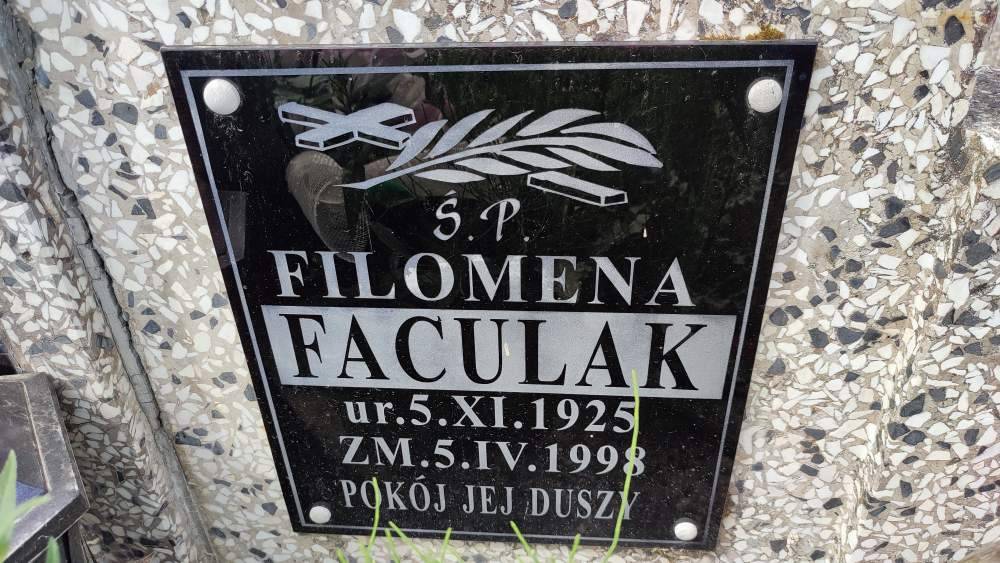 Ś.P.
FILOMENA
FACULAK
ur.5.XI.1925
ZM.5.IV.1998
POKÓJ JEJ DUSZY